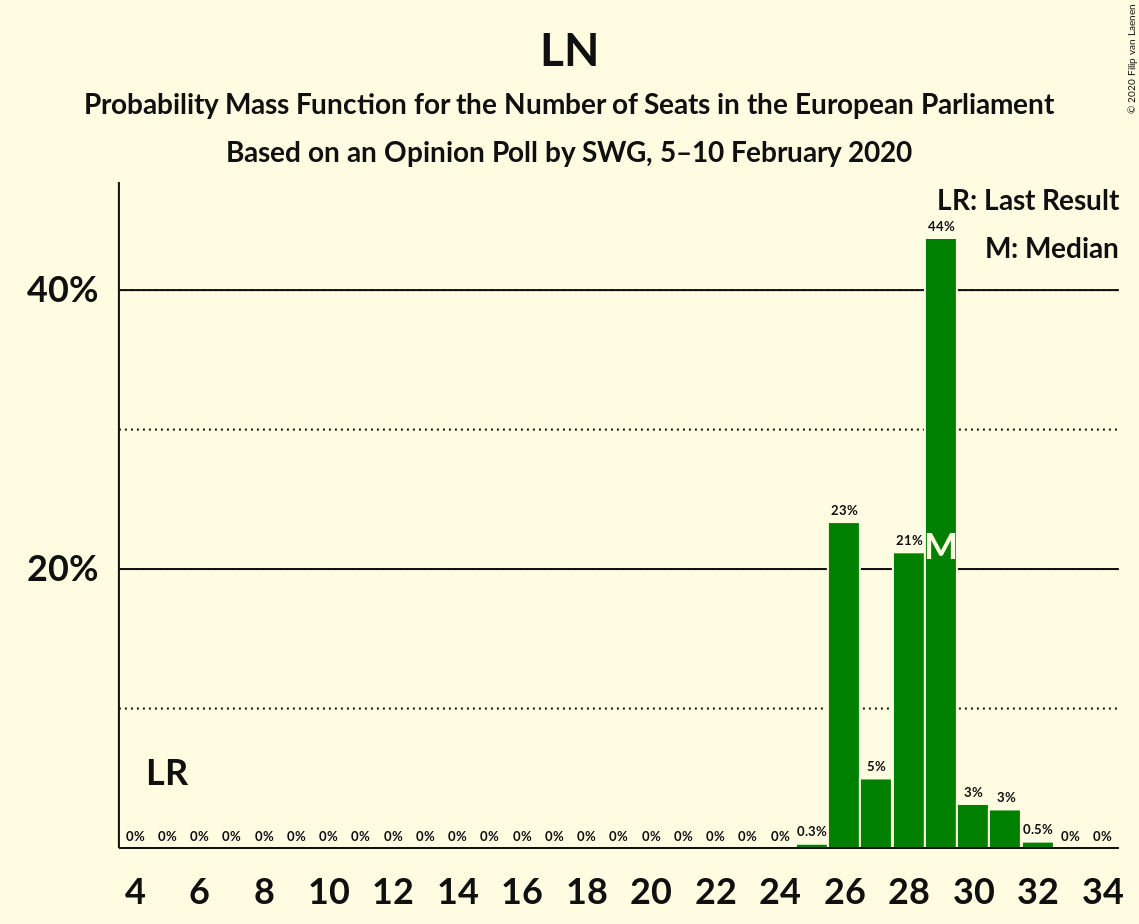 LN
Probability Mass Function for the Number of Seats in the European Parliament
Based on an Opinion Poll by SWG, 5–10 February 2020
© 2020 Filip van Laenen
LR: Last Result
M: Median
44%
40%
23%
21%
M
20%
LR
5%
3%
3%
0% 0% 0% 0% 0% 0% 0% 0% 0% 0% 0% 0% 0% 0% 0% 0% 0% 0% 0% 0% 0% 0.3% 0.5% 0% 0%
4 6 8 10 12 14 16 18 20 22 24 26 28 30 32 34